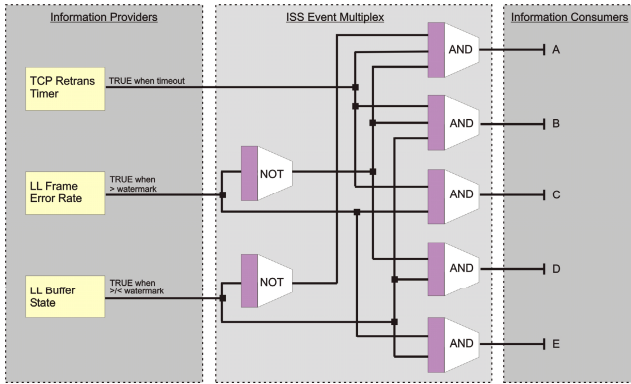 Information Providers
ISS Event Multiplex
Information Consumers
TCP Retrans
Timer
TRUE when timeout
LL Frame
Error Rate
TRUE when
> watermark
LL Buffer
State
TRUE when
>/< watermark
NOT
NOT
AND
AND
AND
AND
AND
A
B
C
D
E